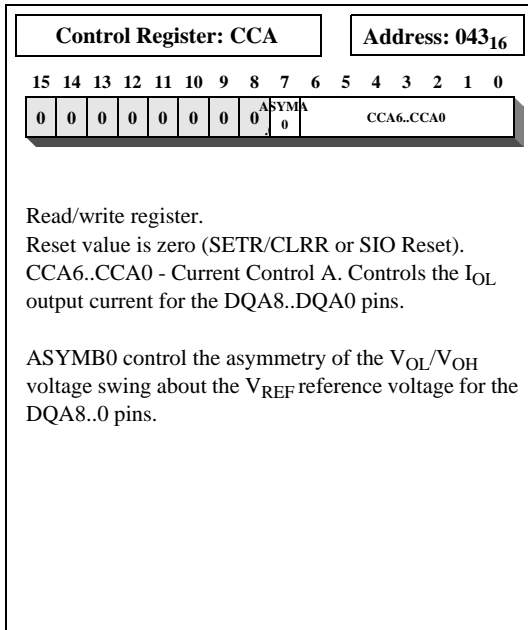 Control Register: CCA
Address: 043₁₆
15 14 13 12 11 10 9 8 7 6 5 4 3 2 1 0
0 0 0 0 0 0 0 0 ASYMA 0 CCA6..CCA0
Read/write register.
Reset value is zero (SETR/CLRR or SIO Reset).
CCA6..CCA0 - Current Control A. Controls the I_OL
output current for the DQA8..DQA0 pins.
ASYMB0 control the asymmetry of the V_OL/V_OH
voltage swing about the V_REF reference voltage for the
DQA8..0 pins.